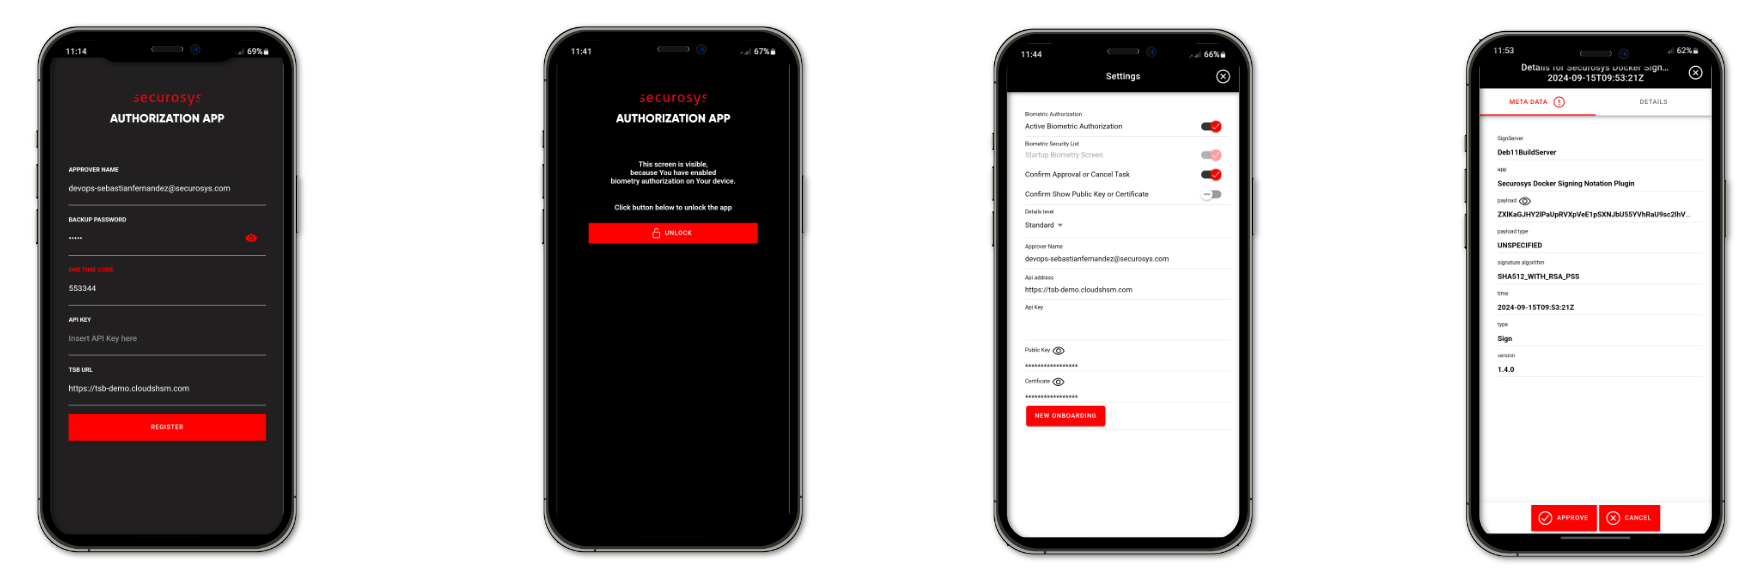 11:14
69%
securosys
AUTHORIZATION APP
APPROVER NAME
devops-sebastianfernandez@securosys.com
BACKUP PASSWORD
•••••
ONE TIME CODE
553344
API KEY
Insert API Key here
TSB URL
https://tsb-demo.cloudshsm.com
REGISTER
11:41
67%
securosys
AUTHORIZATION APP
This screen is visible,
because You have enabled
biometry authorization on Your device.
Click button below to unlock the app
UNLOCK
11:44
66%
Settings
Biometric Authorization
Active Biometric Authorization
Biometric Security List
Startup Biometry Screen
Confirm Approval or Cancel Task
Confirm Show Public Key or Certificate
Details level
Standard
Approver Name
devops-sebastianfernandez@securosys.com
Api address
https://tsb-demo.cloudshsm.com
Api Key
Public Key
*****************
Certificate
*****************
NEW ONBOARDING
11:53
62%
Details for Securosys Docker Sign...
2024-09-15T09:53:21Z
META DATA
DETAILS
SignServer
Deb11BuildServer
app
Securosys Docker Signing Notation Plugin
payload
payload type
UNSPECIFIED
signature algorithm
SHA512_WITH_RSA_PSS
time
2024-09-15T09:53:21Z
type
Sign
version
1.4.0
APPROVE
CANCEL